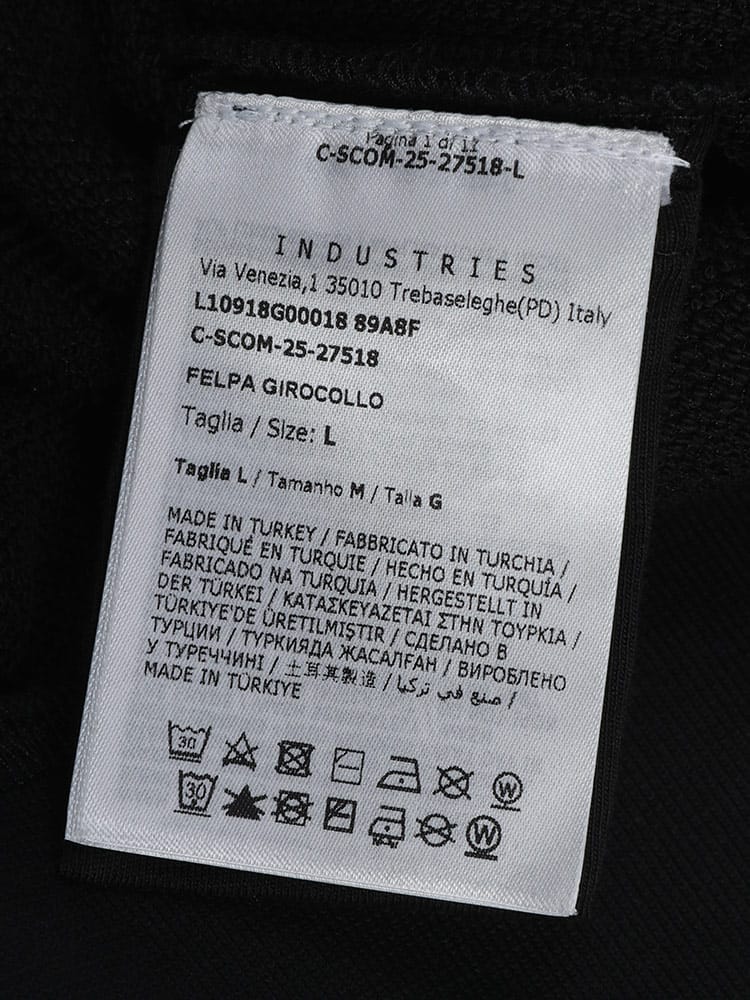 Pagina 1 di 11
C-SCOM-25-27518-L
INDUSTRIES
Via Venezia,1 35010 Trebaseleghe(PD) Italy
L10918G00018 89A8F
C-SCOM-25-27518
FELPA GIROCOLLO
Taglia / Size: L
Taglia L / Tamanho M / Talla G
MADE IN TURKEY / FABBRICATO IN TURCHIA /
FABRIQUÉ EN TURQUIE / HECHO EN TURQUÍA /
FABRICADO NA TURQUIA / HERGESTELLT IN
DER TÜRKEI / ΚΑΤΑΣΚΕΥΑΖΕΤΑΙ ΣΤΗΝ ΤΟΥΡΚΙΑ /
TÜRKIYE'DE ÜRETILMIŞTIR / СДЕЛАНО В
ТУРЦИИ / ТУРКИЯДА ЖАСАЛҒАН / ВИРОБЛЕНО
У ТУРЕЧЧИНІ / 土耳其製造 / صنع في تركيا /
MADE IN TÜRKIYE
30 W
30 W